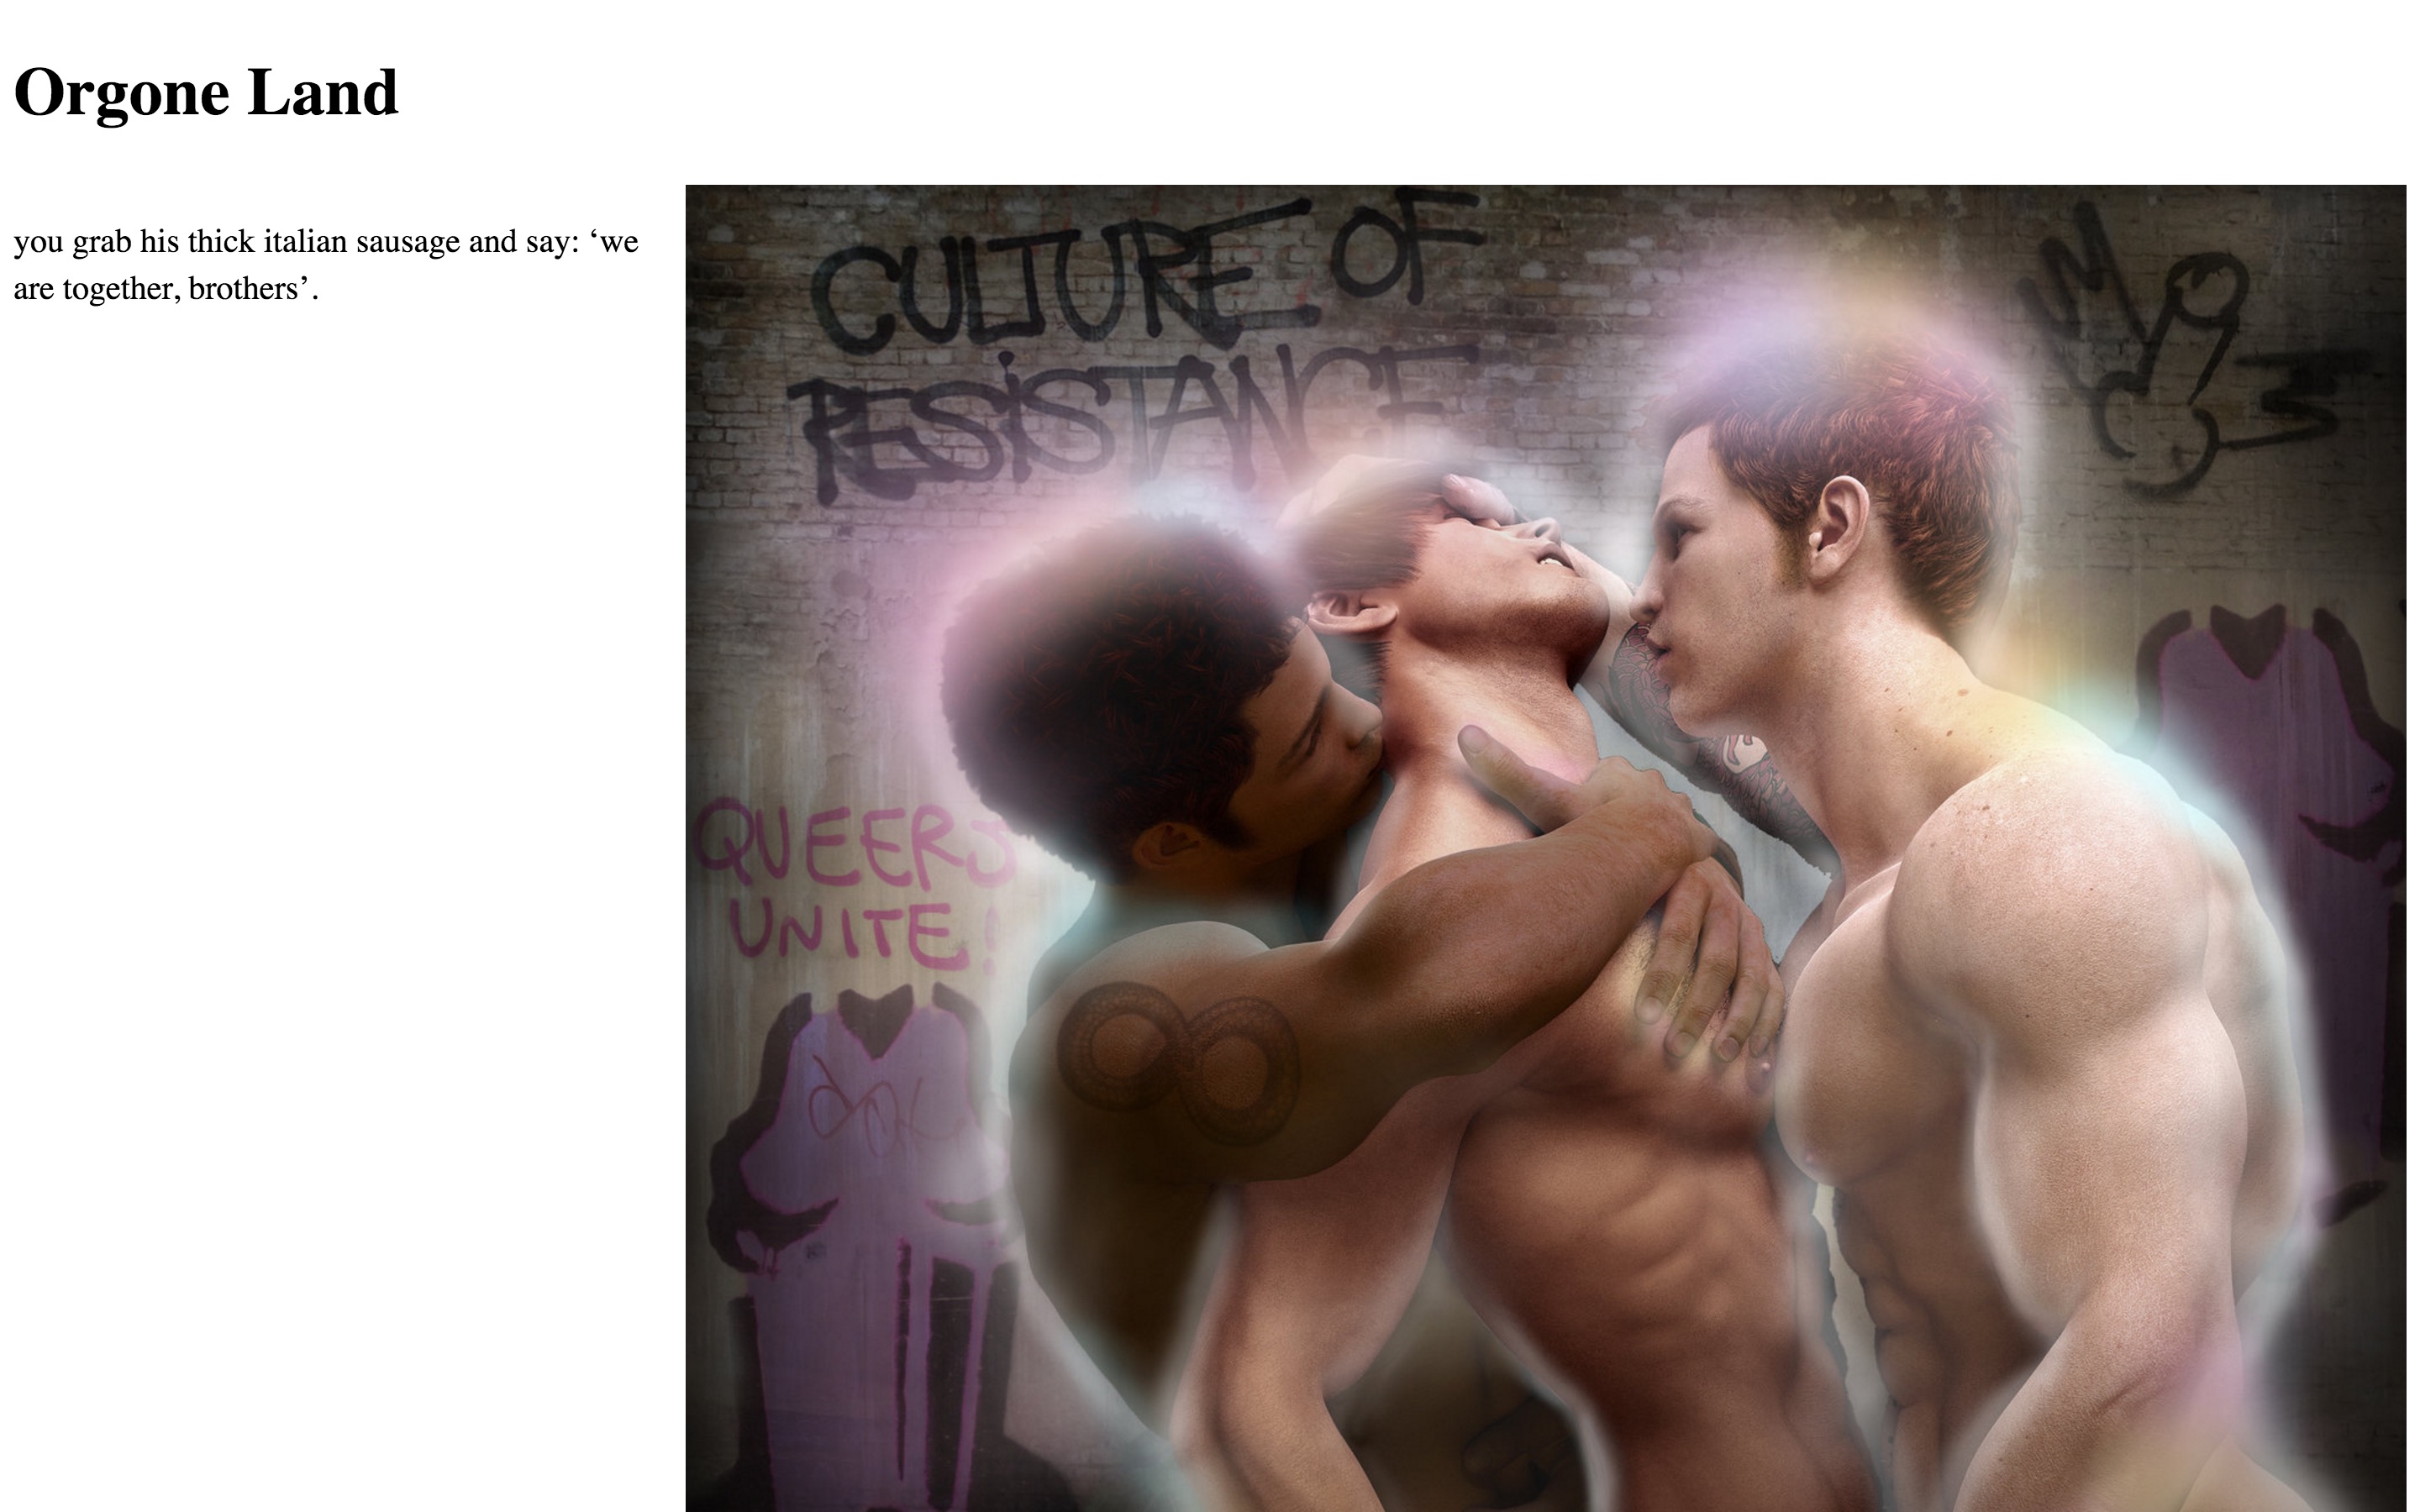 Orgone Land
you grab his thick italian sausage and say: ‘we
are together, brothers’.
CULTURE OF
RESiSTANCE
QUEERS
UNITE!